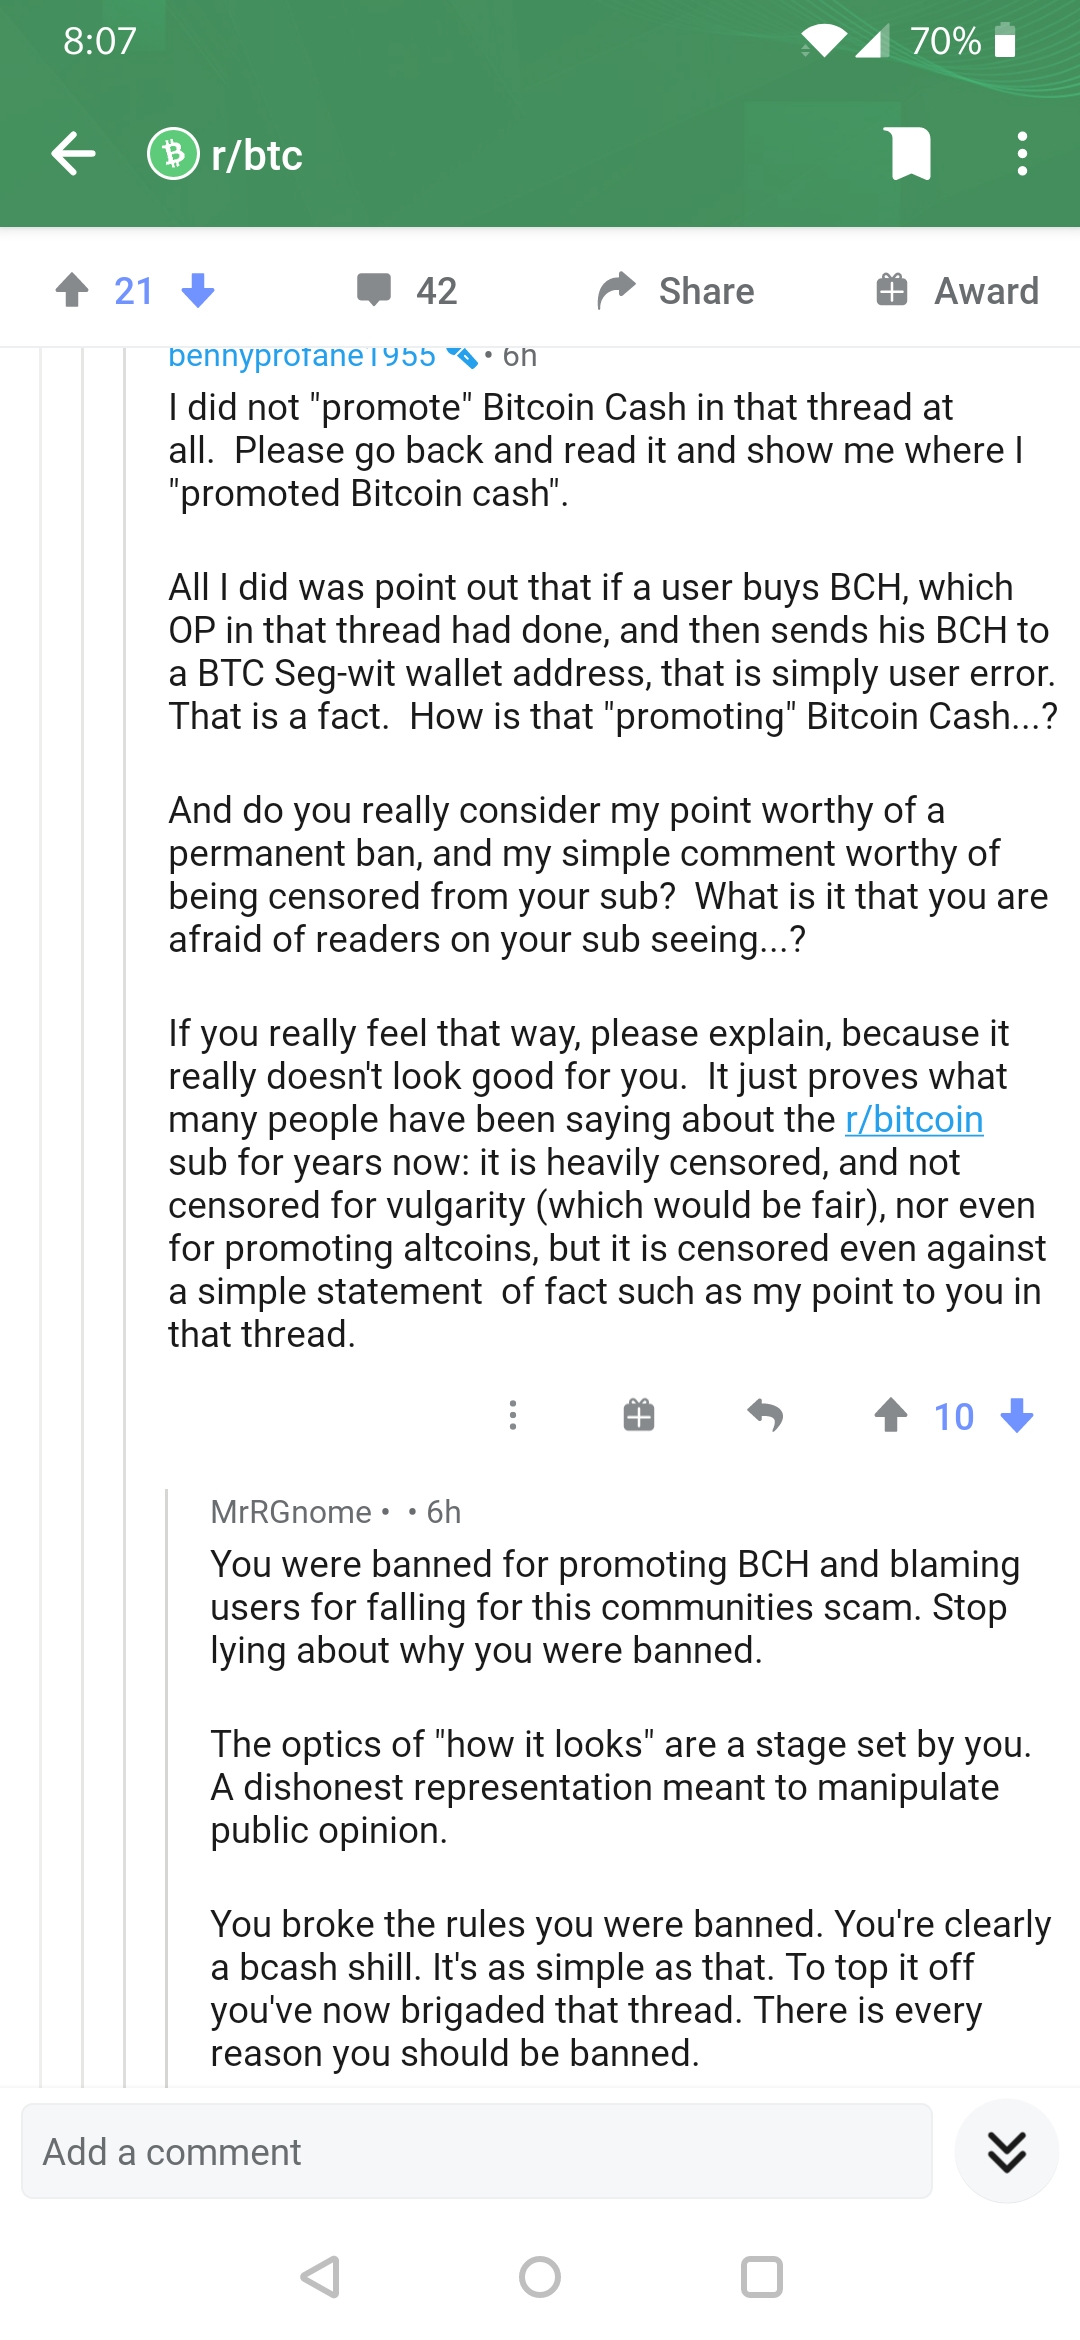 8:07
70%
r/btc
21
42
Share
Award
bennyprofane1955 • 6h
I did not "promote" Bitcoin Cash in that thread at
all.  Please go back and read it and show me where I
"promoted Bitcoin cash".
All I did was point out that if a user buys BCH, which
OP in that thread had done, and then sends his BCH to
a BTC Seg-wit wallet address, that is simply user error.
That is a fact.  How is that "promoting" Bitcoin Cash...?
And do you really consider my point worthy of a
permanent ban, and my simple comment worthy of
being censored from your sub?  What is it that you are
afraid of readers on your sub seeing...?
If you really feel that way, please explain, because it
really doesn't look good for you.  It just proves what
many people have been saying about the r/bitcoin
sub for years now: it is heavily censored, and not
censored for vulgarity (which would be fair), nor even
for promoting altcoins, but it is censored even against
a simple statement  of fact such as my point to you in
that thread.
10
MrRGnome •  • 6h
You were banned for promoting BCH and blaming
users for falling for this communities scam. Stop
lying about why you were banned.
The optics of "how it looks" are a stage set by you.
A dishonest representation meant to manipulate
public opinion.
You broke the rules you were banned. You're clearly
a bcash shill. It's as simple as that. To top it off
you've now brigaded that thread. There is every
reason you should be banned.
Add a comment